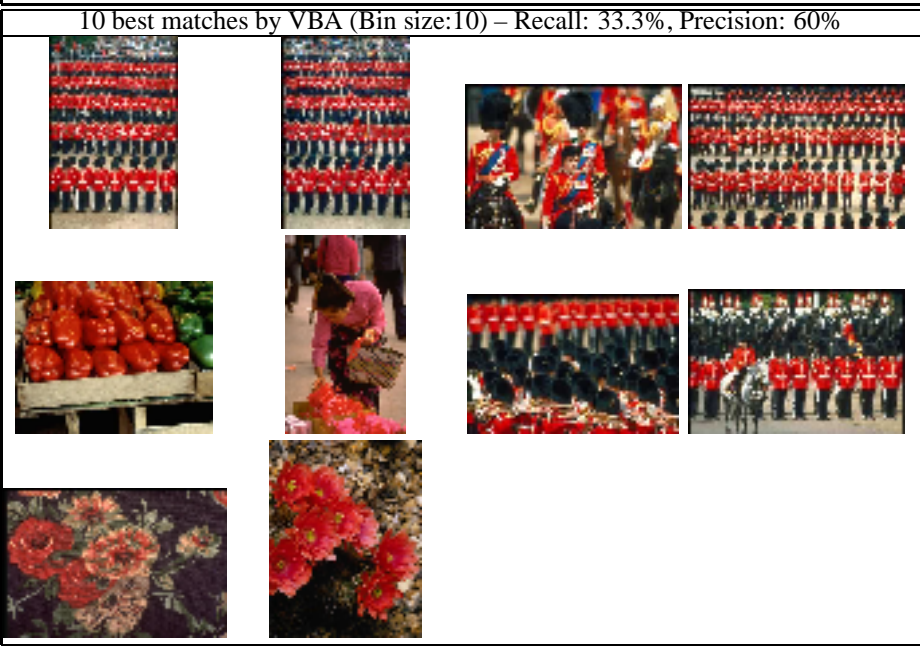 10 best matches by VBA (Bin size:10) – Recall: 33.3%, Precision: 60%